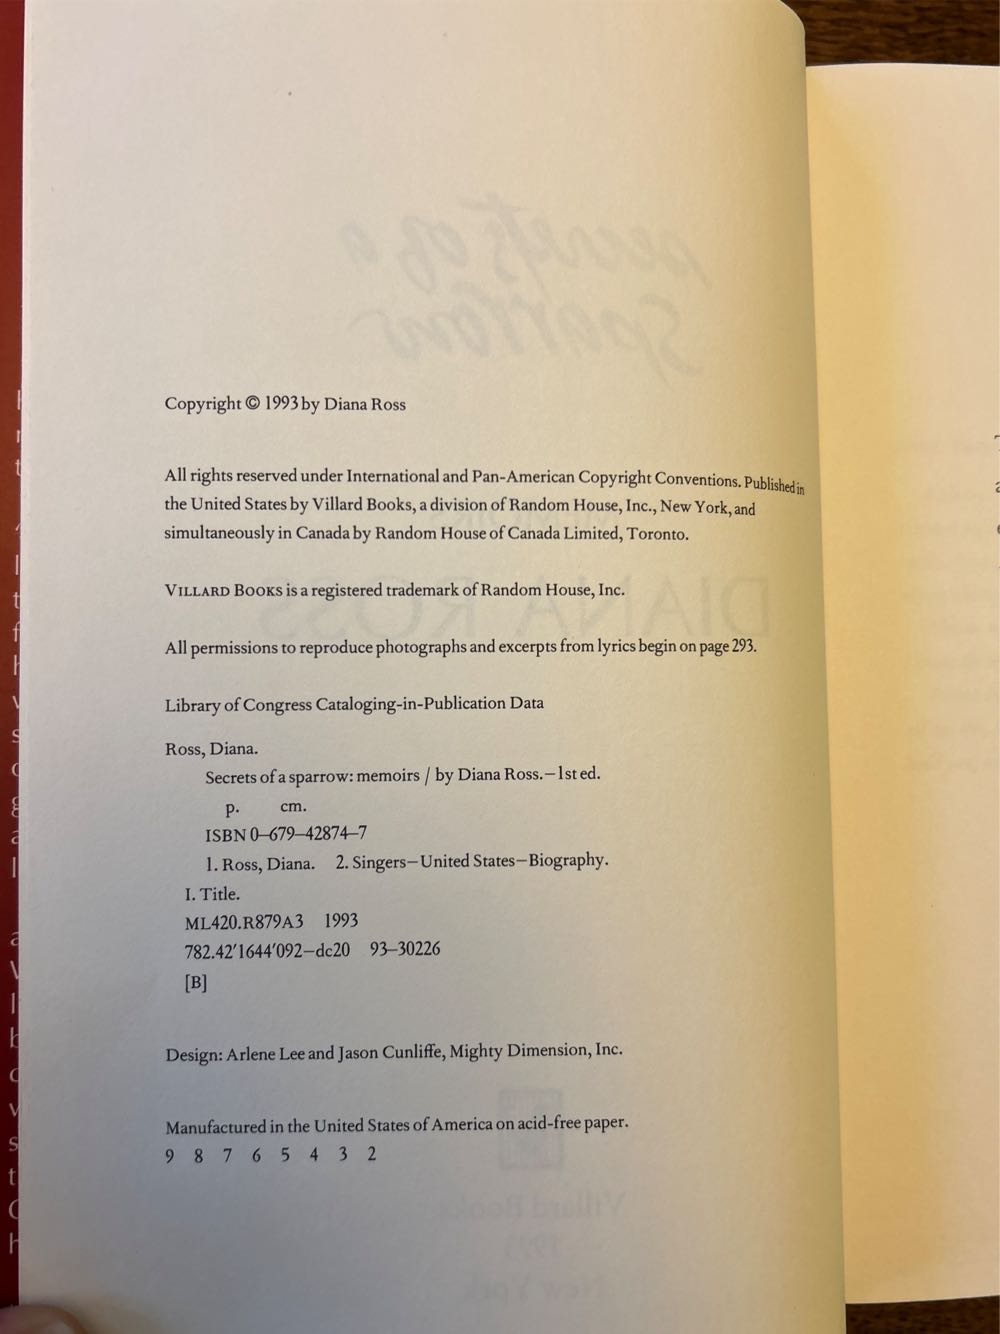 Copyright © 1993 by Diana Ross
All rights reserved under International and Pan-American Copyright Conventions. Published in
the United States by Villard Books, a division of Random House, Inc., New York, and
simultaneously in Canada by Random House of Canada Limited, Toronto.
VILLARD BOOKS is a registered trademark of Random House, Inc.
All permissions to reproduce photographs and excerpts from lyrics begin on page 293.
Library of Congress Cataloging-in-Publication Data
Ross, Diana.
Secrets of a sparrow: memoirs / by Diana Ross.—1st ed.
p. cm.
ISBN 0–679–42874–7
1. Ross, Diana. 2. Singers—United States—Biography.
I. Title.
ML420.R879A3 1993
782.42′1644′092—dc20 93–30226
[B]
Design: Arlene Lee and Jason Cunliffe, Mighty Dimension, Inc.
Manufactured in the United States of America on acid-free paper.
9 8 7 6 5 4 3 2